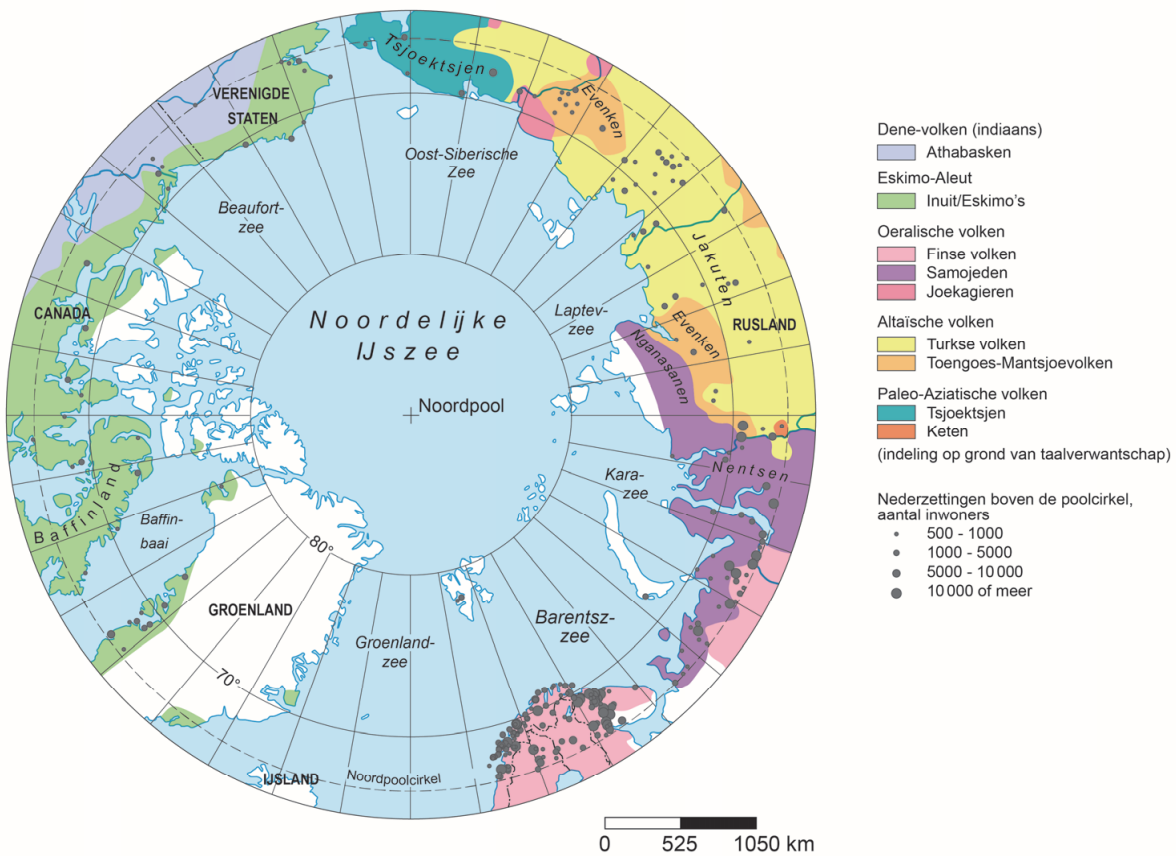 Tsjoektsjen
VERENIGDE
STATEN
Evenken
Oost-Siberische
Zee
Beaufort-
zee
Jakuten
CANADA
Noordelijke
IJszee
Laptev-
zee
RUSLAND
Evenken
Nganasanen
Noordpool
Nentsen
Kara-
zee
Baffinland
Baffin-
baai
80°
GROENLAND
Barentsz-
zee
Groenland-
zee
70°
IJSLAND
Noordpoolcirkel
0 525 1050 km
Dene-volken (indiaans)
Athabasken
Eskimo-Aleut
Inuit/Eskimo's
Oeralische volken
Finse volken
Samojeden
Joekagieren
Altaïsche volken
Turkse volken
Toengoes-Mantsjoevolken
Paleo-Aziatische volken
Tsjoektsjen
Keten
(indeling op grond van taalverwantschap)
Nederzettingen boven de poolcirkel,
aantal inwoners
500 - 1000
1000 - 5000
5000 - 10 000
10 000 of meer